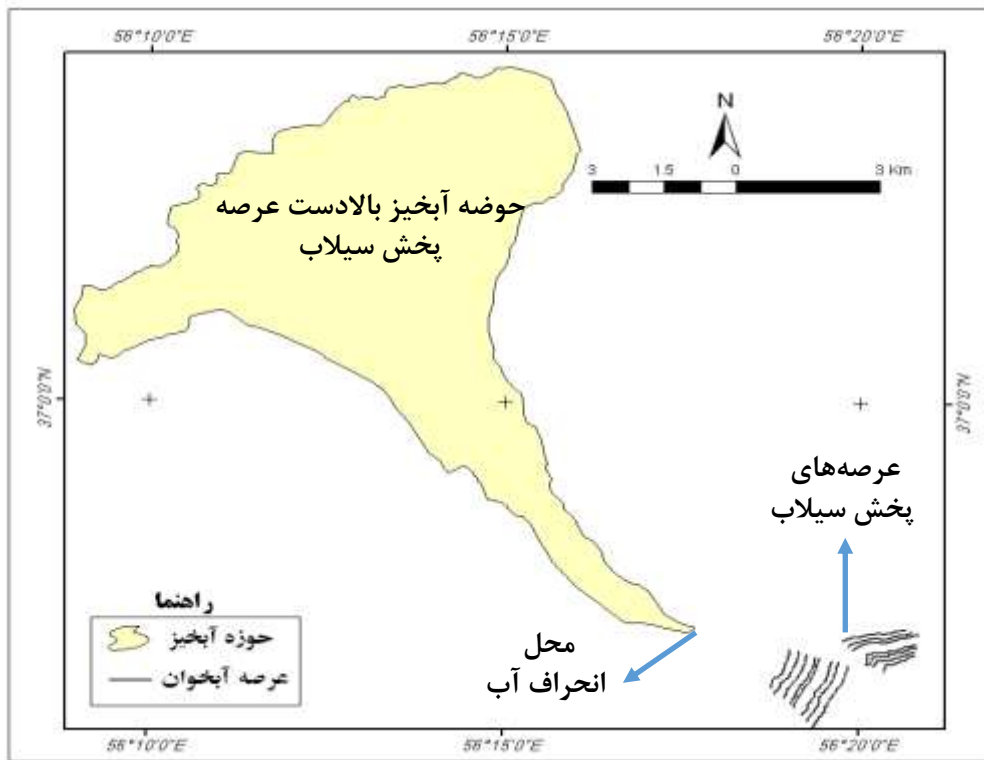 56°10'0"E 56°15'0"E 56°20'0"E
N
3 1.5 0 3 Km
حوضه آبخیز بالادست عرصه
پخش سیلاب
37°0'0"N 37°0'0"N
عرصه‌های
پخش سیلاب
محل
انحراف آب
راهنما
حوزه آبخیز
عرصه آبخوان
56°10'0"E 56°15'0"E 56°20'0"E